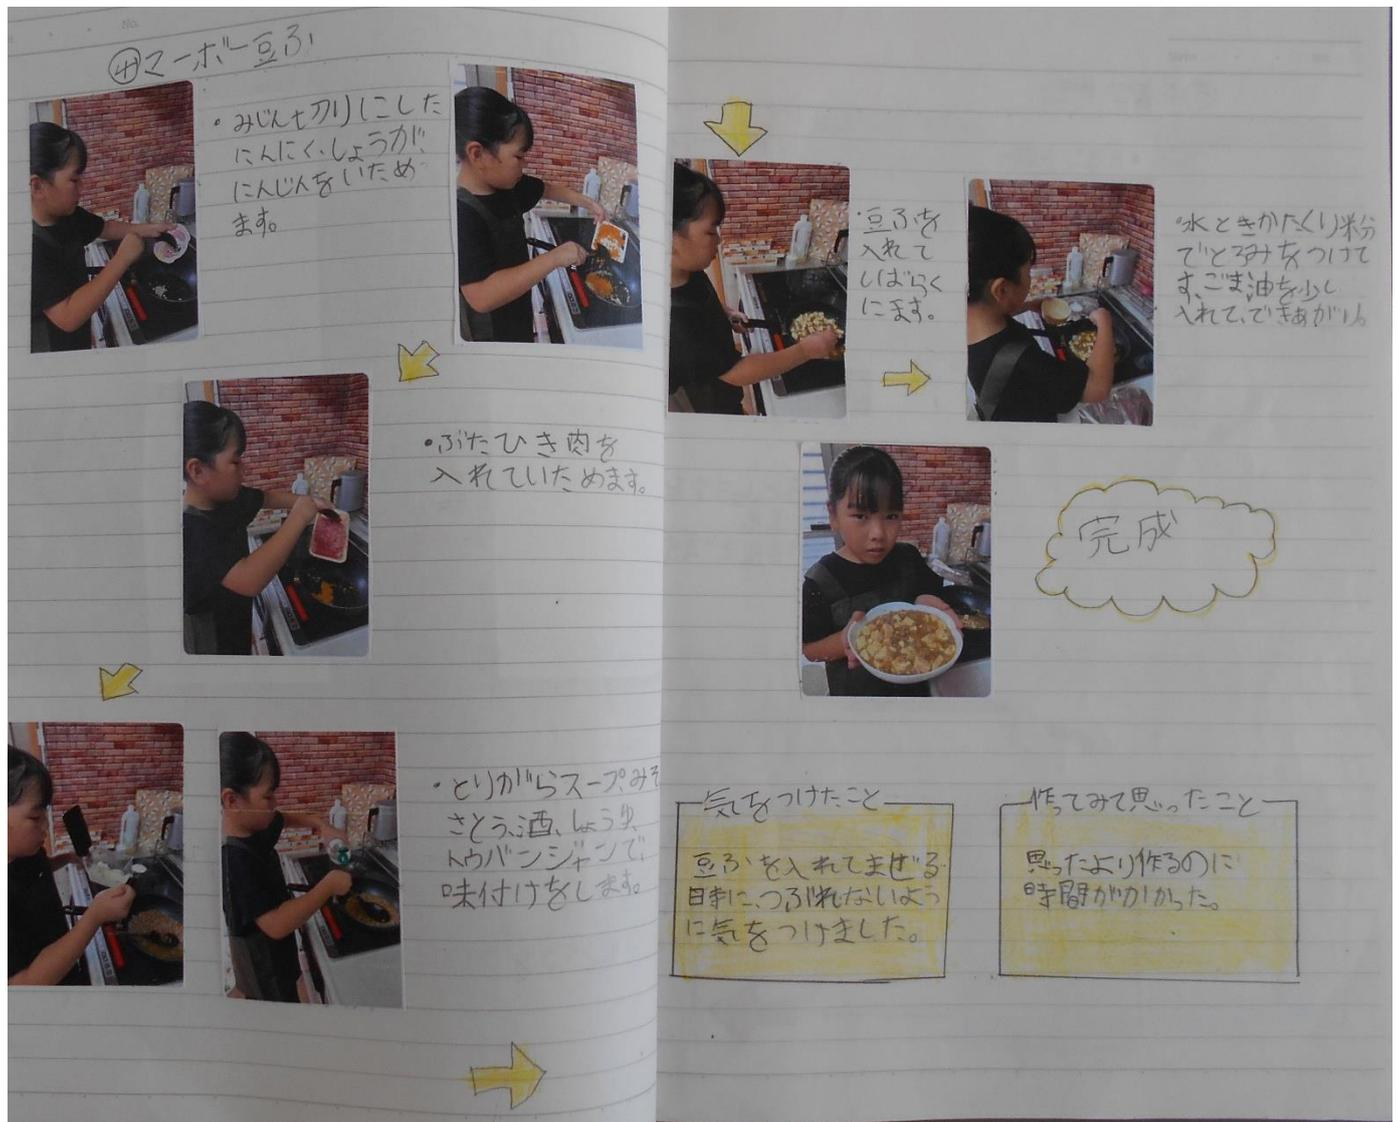 ④マーボー豆ふ
・みじん切りにした
にんにく、しょうが、
にんじんをいため
ます。
・ぶたひき肉を
入れていためます。
・とりがらスープ、みそ
さとう、酒、しょうゆ、
トウバンジャンで、
味付けをします。
・豆ふを
入れて
しばらく
にます。
・水ときかたくり粉
でとろみをつけて
す、ごま油を少し
入れて、できあがり。
完成
気をつけたこと
豆ふを入れてまぜる
時に、つぶれないよう
に気をつけました。
作ってみて思ったこと
思ったより作るのに
時間がかかった。